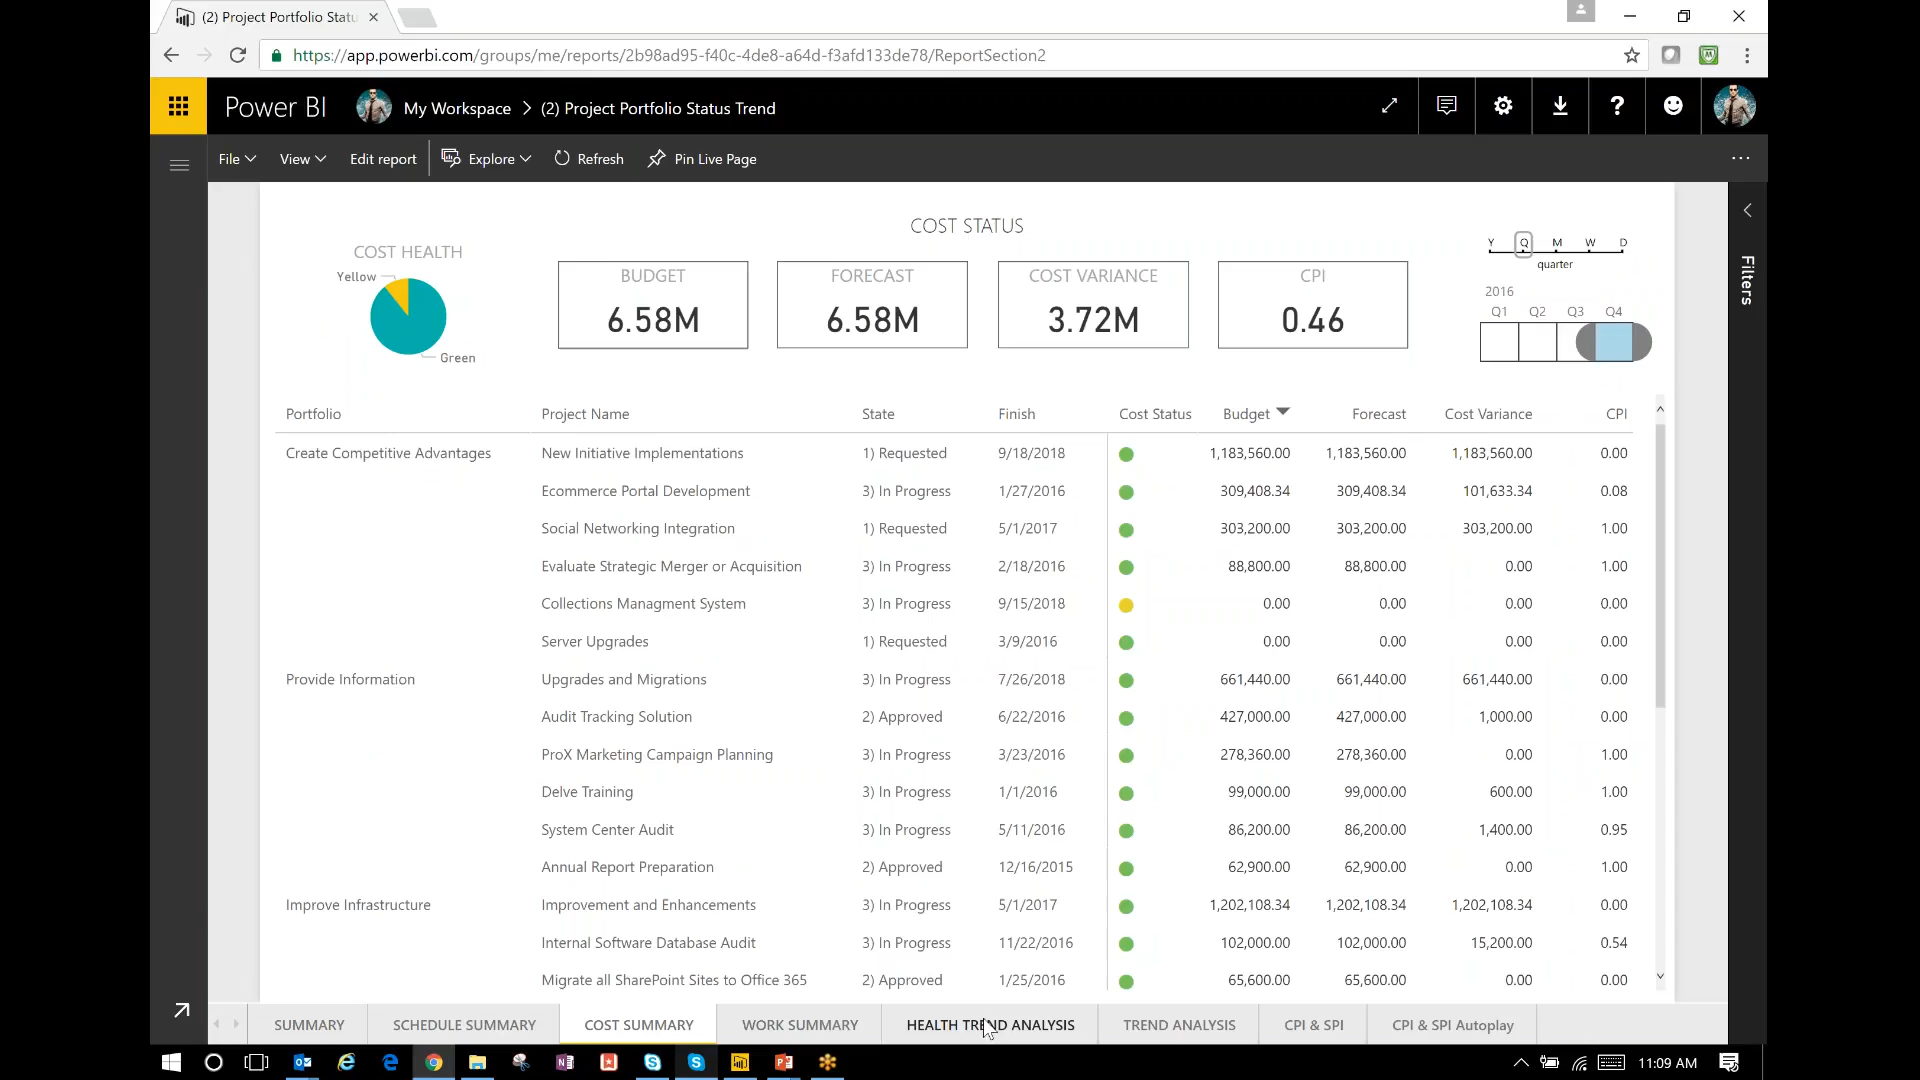 (2) Project Portfolio Statu
https://app.powerbi.com/groups/me/reports/2b98ad95-f40c-4de8-a64d-f3afd133de78/ReportSection2
Power BI My Workspace > (2) Project Portfolio Status Trend ?
File View Edit report Explore Refresh Pin Live Page ...
COST STATUS
COST HEALTH
Yellow
Green
BUDGET
6.58M
FORECAST
6.58M
COST VARIANCE
3.72M
CPI
0.46
Y Q M W D
quarter
2016
Q1 Q2 Q3 Q4
Filters
Portfolio Project Name State Finish Cost Status Budget Forecast Cost Variance CPI
Create Competitive Advantages New Initiative Implementations 1) Requested 9/18/2018 1,183,560.00 1,183,560.00 1,183,560.00 0.00
Ecommerce Portal Development 3) In Progress 1/27/2016 309,408.34 309,408.34 101,633.34 0.08
Social Networking Integration 1) Requested 5/1/2017 303,200.00 303,200.00 303,200.00 1.00
Evaluate Strategic Merger or Acquisition 3) In Progress 2/18/2016 88,800.00 88,800.00 0.00 1.00
Collections Managment System 3) In Progress 9/15/2018 0.00 0.00 0.00 0.00
Server Upgrades 1) Requested 3/9/2016 0.00 0.00 0.00 0.00
Provide Information Upgrades and Migrations 3) In Progress 7/26/2018 661,440.00 661,440.00 661,440.00 0.00
Audit Tracking Solution 2) Approved 6/22/2016 427,000.00 427,000.00 1,000.00 0.00
ProX Marketing Campaign Planning 3) In Progress 3/23/2016 278,360.00 278,360.00 0.00 1.00
Delve Training 3) In Progress 1/1/2016 99,000.00 99,000.00 600.00 1.00
System Center Audit 3) In Progress 5/11/2016 86,200.00 86,200.00 1,400.00 0.95
Annual Report Preparation 2) Approved 12/16/2015 62,900.00 62,900.00 0.00 1.00
Improve Infrastructure Improvement and Enhancements 3) In Progress 5/1/2017 1,202,108.34 1,202,108.34 1,202,108.34 0.00
Internal Software Database Audit 3) In Progress 11/22/2016 102,000.00 102,000.00 15,200.00 0.54
Migrate all SharePoint Sites to Office 365 2) Approved 1/25/2016 65,600.00 65,600.00 0.00 0.00
SUMMARY SCHEDULE SUMMARY COST SUMMARY WORK SUMMARY HEALTH TREND ANALYSIS TREND ANALYSIS CPI & SPI CPI & SPI Autoplay
11:09 AM